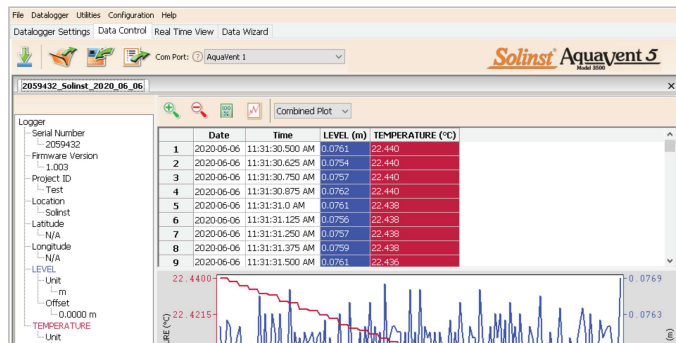 File Datalogger Utilities Configuration Help
Datalogger Settings Data Control Real Time View Data Wizard
Com Port: ? AquaVent 1
Solinst® AquaVent 5
Model 3500
2059432_Solinst_2020_06_06 x
100 %
Combined Plot
Logger
Serial Number
2059432
Firmware Version
1.003
Project ID
Test
Location
Solinst
Latitude
N/A
Longitude
N/A
LEVEL
Unit
m
Offset
0.0000 m
TEMPERATURE
Unit
Date Time LEVEL (m) TEMPERATURE (°C)
1 2020-06-06 11:31:30.500 AM 0.0761 22.440
2 2020-06-06 11:31:30.625 AM 0.0754 22.440
3 2020-06-06 11:31:30.750 AM 0.0757 22.440
4 2020-06-06 11:31:30.875 AM 0.0762 22.440
5 2020-06-06 11:31:31.0 AM 0.0761 22.438
6 2020-06-06 11:31:31.125 AM 0.0756 22.438
7 2020-06-06 11:31:31.250 AM 0.0757 22.438
8 2020-06-06 11:31:31.375 AM 0.0759 22.438
9 2020-06-06 11:31:31.500 AM 0.0761 22.436
22.4400 0.0769
22.4215 0.0763
(°C)